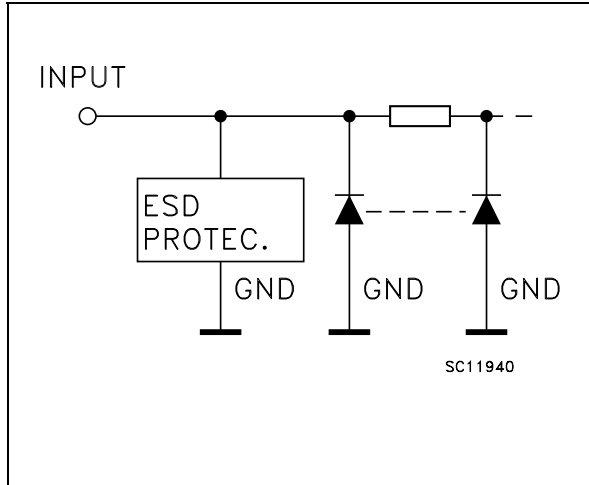 INPUT
ESD
PROTEC.
GND
GND
GND
SC11940